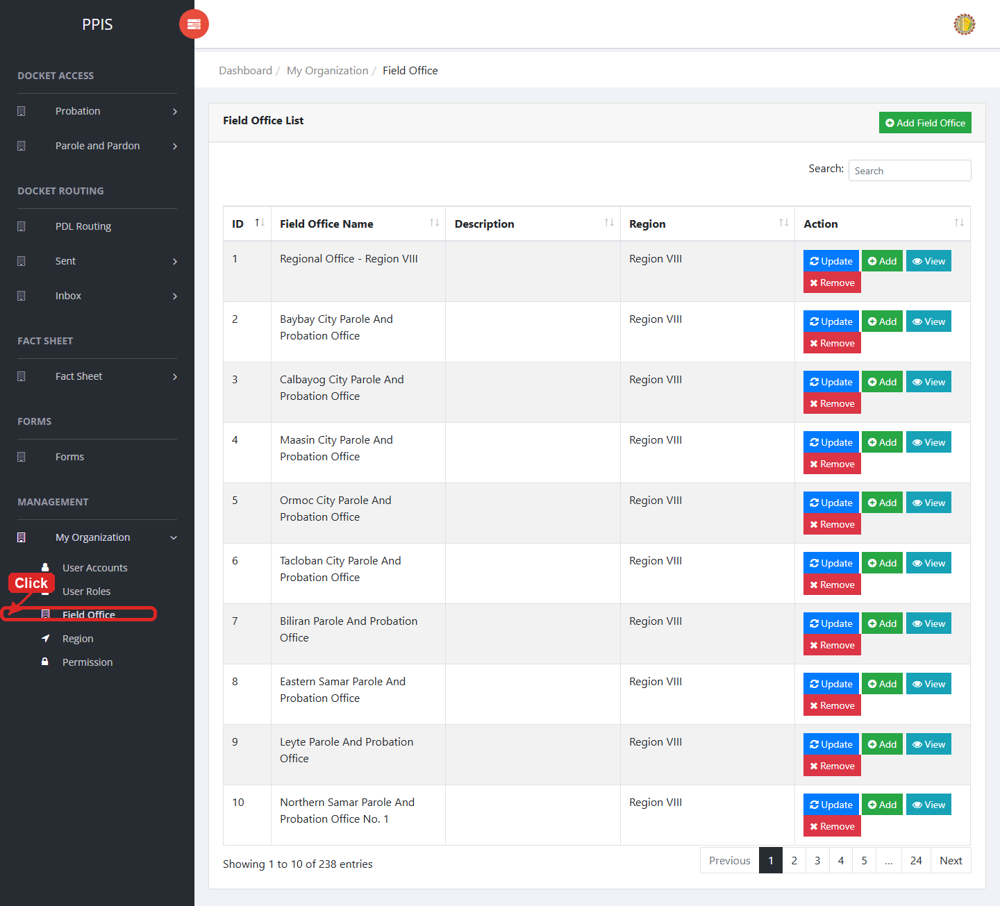 PPIS
DOCKET ACCESS
Probation
Parole and Pardon
DOCKET ROUTING
PDL Routing
Sent
Inbox
FACT SHEET
Fact Sheet
FORMS
Forms
MANAGEMENT
My Organization
User Accounts
Click
User Roles
Field Office
Region
Permission
Dashboard / My Organization / Field Office
Field Office List
Add Field Office
Search: Search
ID Field Office Name Description Region Action
1 Regional Office - Region VIII Region VIII Update Add View
Remove
2 Baybay City Parole And Region VIII Update Add View
Probation Office Remove
3 Calbayog City Parole And Region VIII Update Add View
Probation Office Remove
4 Maasin City Parole And Region VIII Update Add View
Probation Office Remove
5 Ormoc City Parole And Region VIII Update Add View
Probation Office Remove
6 Tacloban City Parole And Region VIII Update Add View
Probation Office Remove
7 Biliran Parole And Probation Region VIII Update Add View
Office Remove
8 Eastern Samar Parole And Region VIII Update Add View
Probation Office Remove
9 Leyte Parole And Probation Region VIII Update Add View
Office Remove
10 Northern Samar Parole And Region VIII Update Add View
Probation Office No. 1 Remove
Showing 1 to 10 of 238 entries
Previous 1 2 3 4 5 ... 24 Next